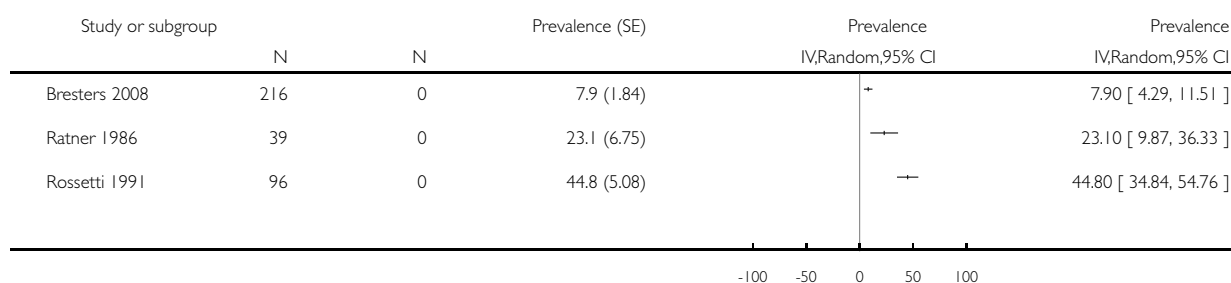 Study or subgroup Prevalence (SE) Prevalence Prevalence
N N IV,Random,95% CI IV,Random,95% CI
Bresters 2008 216 0 7.9 (1.84) 7.90 [ 4.29, 11.51 ]
Ratner 1986 39 0 23.1 (6.75) 23.10 [ 9.87, 36.33 ]
Rossetti 1991 96 0 44.8 (5.08) 44.80 [ 34.84, 54.76 ]
-100 -50 0 50 100